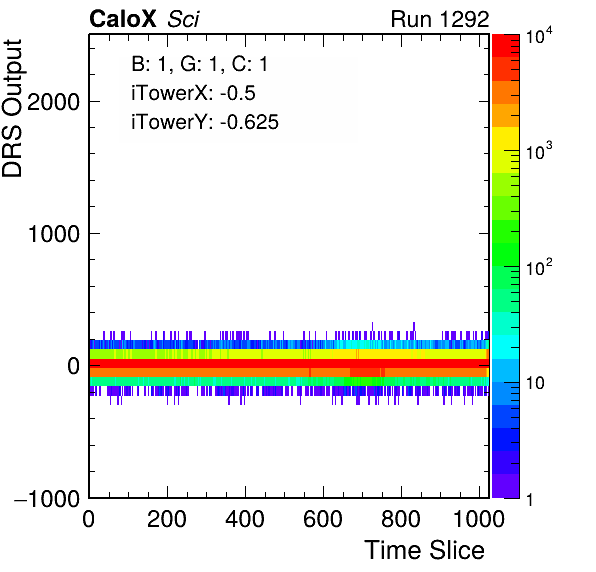 CaloX Sci Run 1292
B: 1, G: 1, C: 1
iTowerX: -0.5
iTowerY: -0.625
DRS Output
2000
1000
0
−1000
0 200 400 600 800 1000
Time Slice
10⁴
10³
10²
10
1